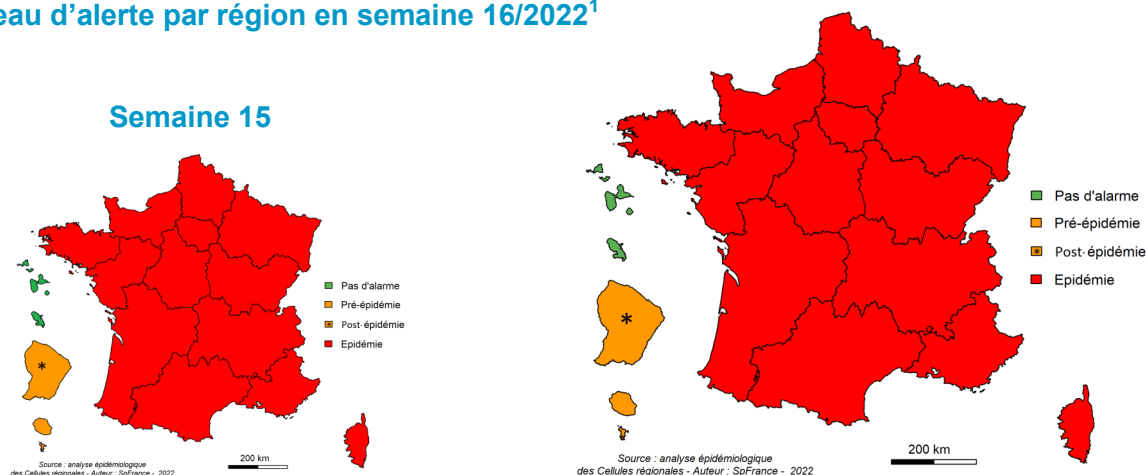 eau d'alerte par région en semaine 16/2022¹
Semaine 15
Pas d'alarme
Pré-épidémie
* Post-épidémie
Epidémie
*
200 km
Source : analyse épidémiologique
des Cellules régionales - Auteur : SpFrance - 2022
Pas d'alarme
Pré-épidémie
* Post-épidémie
Epidémie
*
200 km
Source : analyse épidémiologique
des Cellules régionales - Auteur : SpFrance - 2022